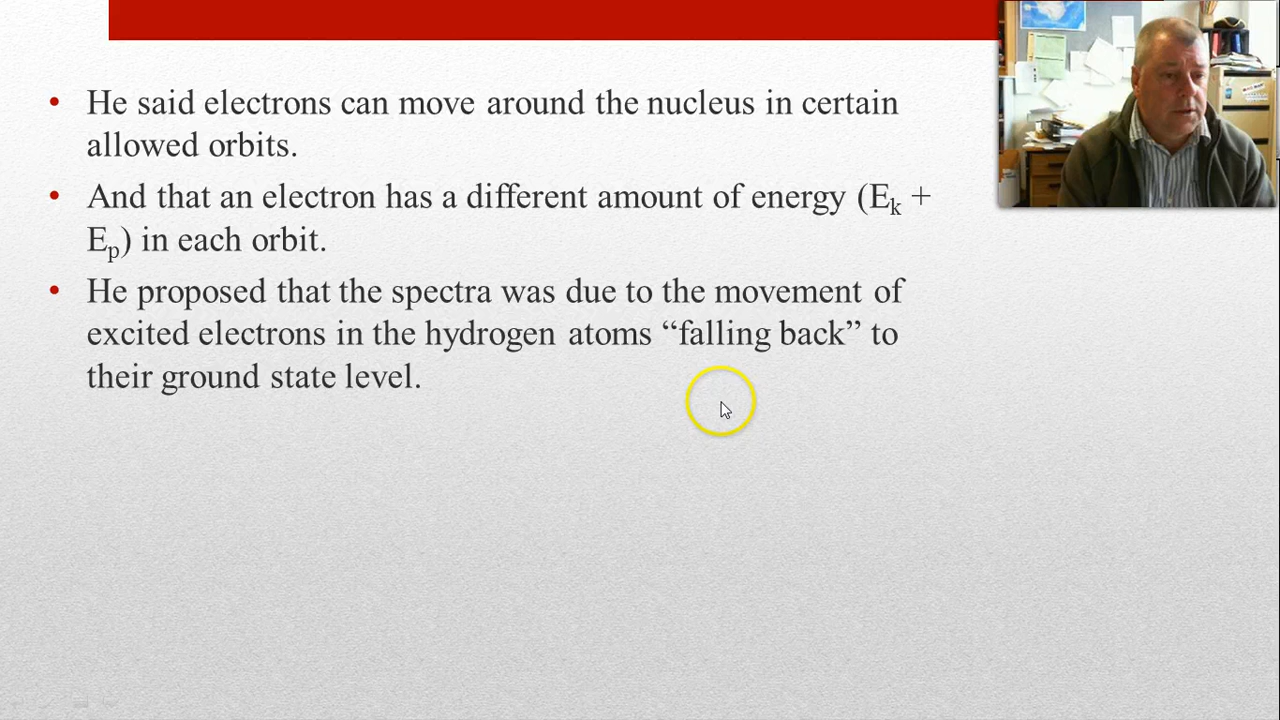 • He said electrons can move around the nucleus in certain
allowed orbits.
• And that an electron has a different amount of energy (Eₖ +
Eₚ) in each orbit.
• He proposed that the spectra was due to the movement of
excited electrons in the hydrogen atoms “falling back” to
their ground state level.